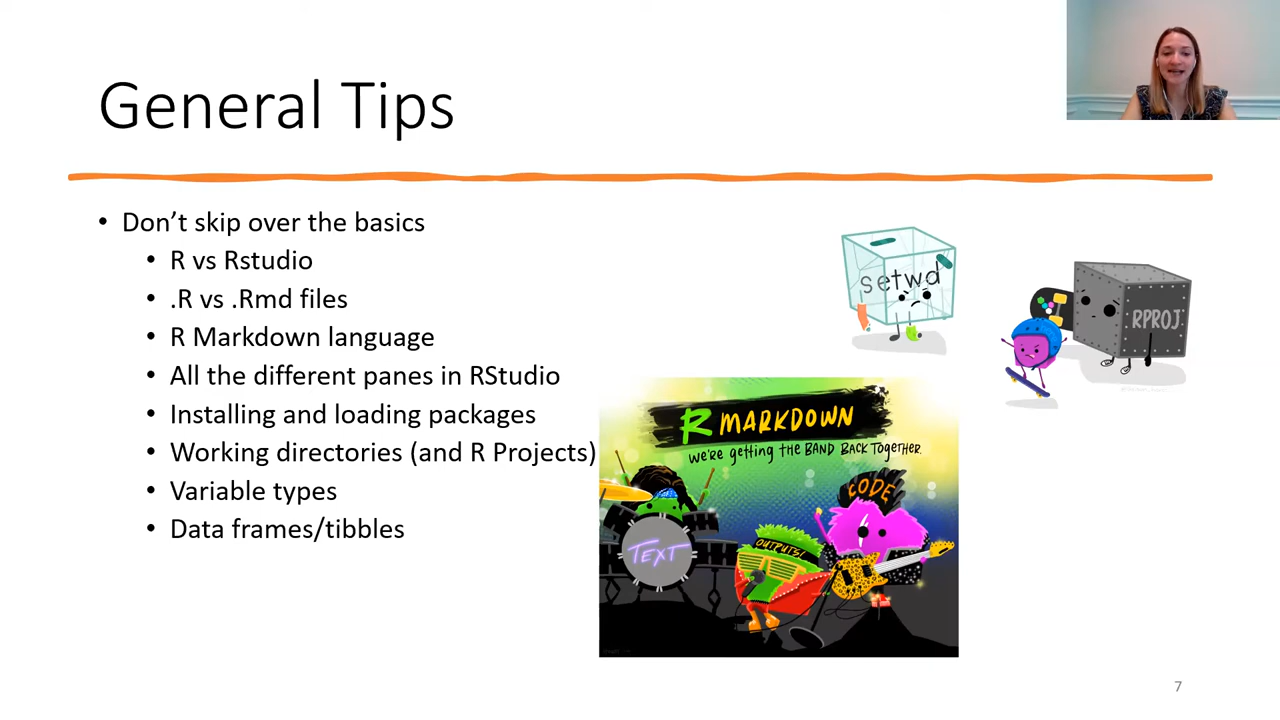 General Tips
• Don’t skip over the basics
• R vs Rstudio
• .R vs .Rmd files
• R Markdown language
• All the different panes in RStudio
• Installing and loading packages
• Working directories (and R Projects)
• Variable types
• Data frames/tibbles
setwd
RPROJ
R MARKDOWN
we're getting the BAND BACK Together.
CODE
TEXT
OUTPUTS!
7